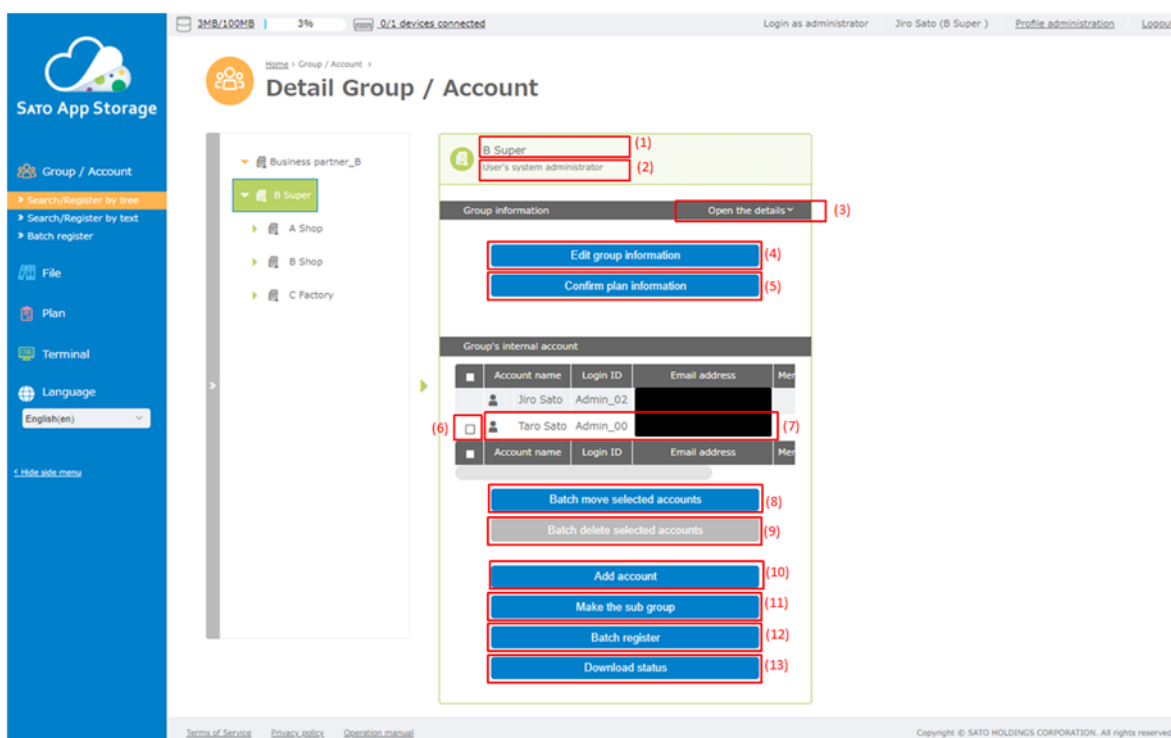 3MB/100MB 3% 0/1 devices connected Login as administrator Jiro Sato (B Super ) Profile administration Logout
SATO App Storage
Home > Group / Account >
Detail Group / Account
Group / Account
> Search/Register by tree
> Search/Register by text
> Batch register
File
Plan
Terminal
Language
English(en)
< Hide side menu
Business partner_B
B Super
A Shop
B Shop
C Factory
»
B Super (1)
User's system administrator (2)
Group information Open the details (3)
Edit group information (4)
Confirm plan information (5)
Group's internal account
Account name Login ID Email address Mer
Jiro Sato Admin_02
(6) Taro Sato Admin_00 (7)
Account name Login ID Email address Mer
Batch move selected accounts (8)
Batch delete selected accounts (9)
Add account (10)
Make the sub group (11)
Batch register (12)
Download status (13)
Terms of Service Privacy policy Operation manual Copyright © SATO HOLDINGS CORPORATION. All rights reserved